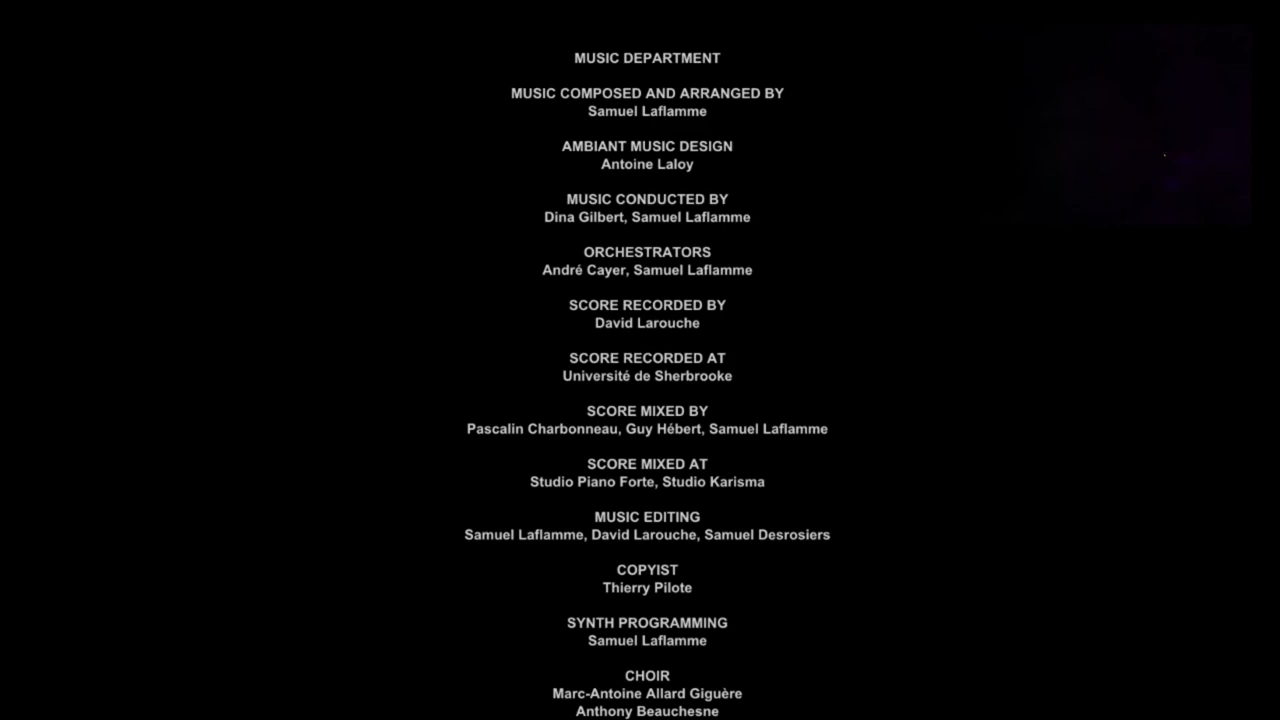 MUSIC DEPARTMENT
MUSIC COMPOSED AND ARRANGED BY
Samuel Laflamme
AMBIANT MUSIC DESIGN
Antoine Laloy
MUSIC CONDUCTED BY
Dina Gilbert, Samuel Laflamme
ORCHESTRATORS
André Cayer, Samuel Laflamme
SCORE RECORDED BY
David Larouche
SCORE RECORDED AT
Université de Sherbrooke
SCORE MIXED BY
Pascalin Charbonneau, Guy Hébert, Samuel Laflamme
SCORE MIXED AT
Studio Piano Forte, Studio Karisma
MUSIC EDITING
Samuel Laflamme, David Larouche, Samuel Desrosiers
COPYIST
Thierry Pilote
SYNTH PROGRAMMING
Samuel Laflamme
CHOIR
Marc-Antoine Allard Giguère
Anthony Beauchesne